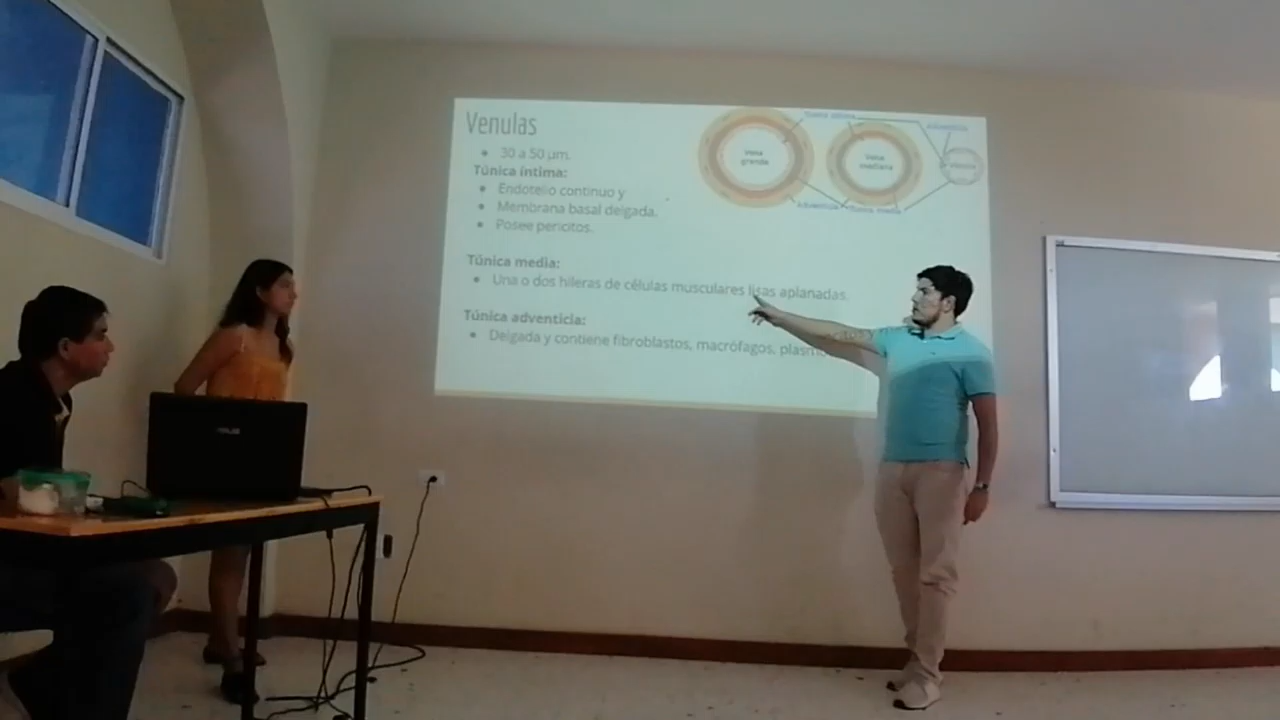 Venulas
30 a 50 µm.
Túnica íntima:
Endotelio continuo y
Membrana basal delgada.
Posee pericitos.
Túnica media:
Una o dos hileras de células musculares lisas aplanadas.
Túnica adventicia:
Delgada y contiene fibroblastos, macrófagos,
Vena
grande
Vena
mediana
Adventicia
Túnica media
ASUS